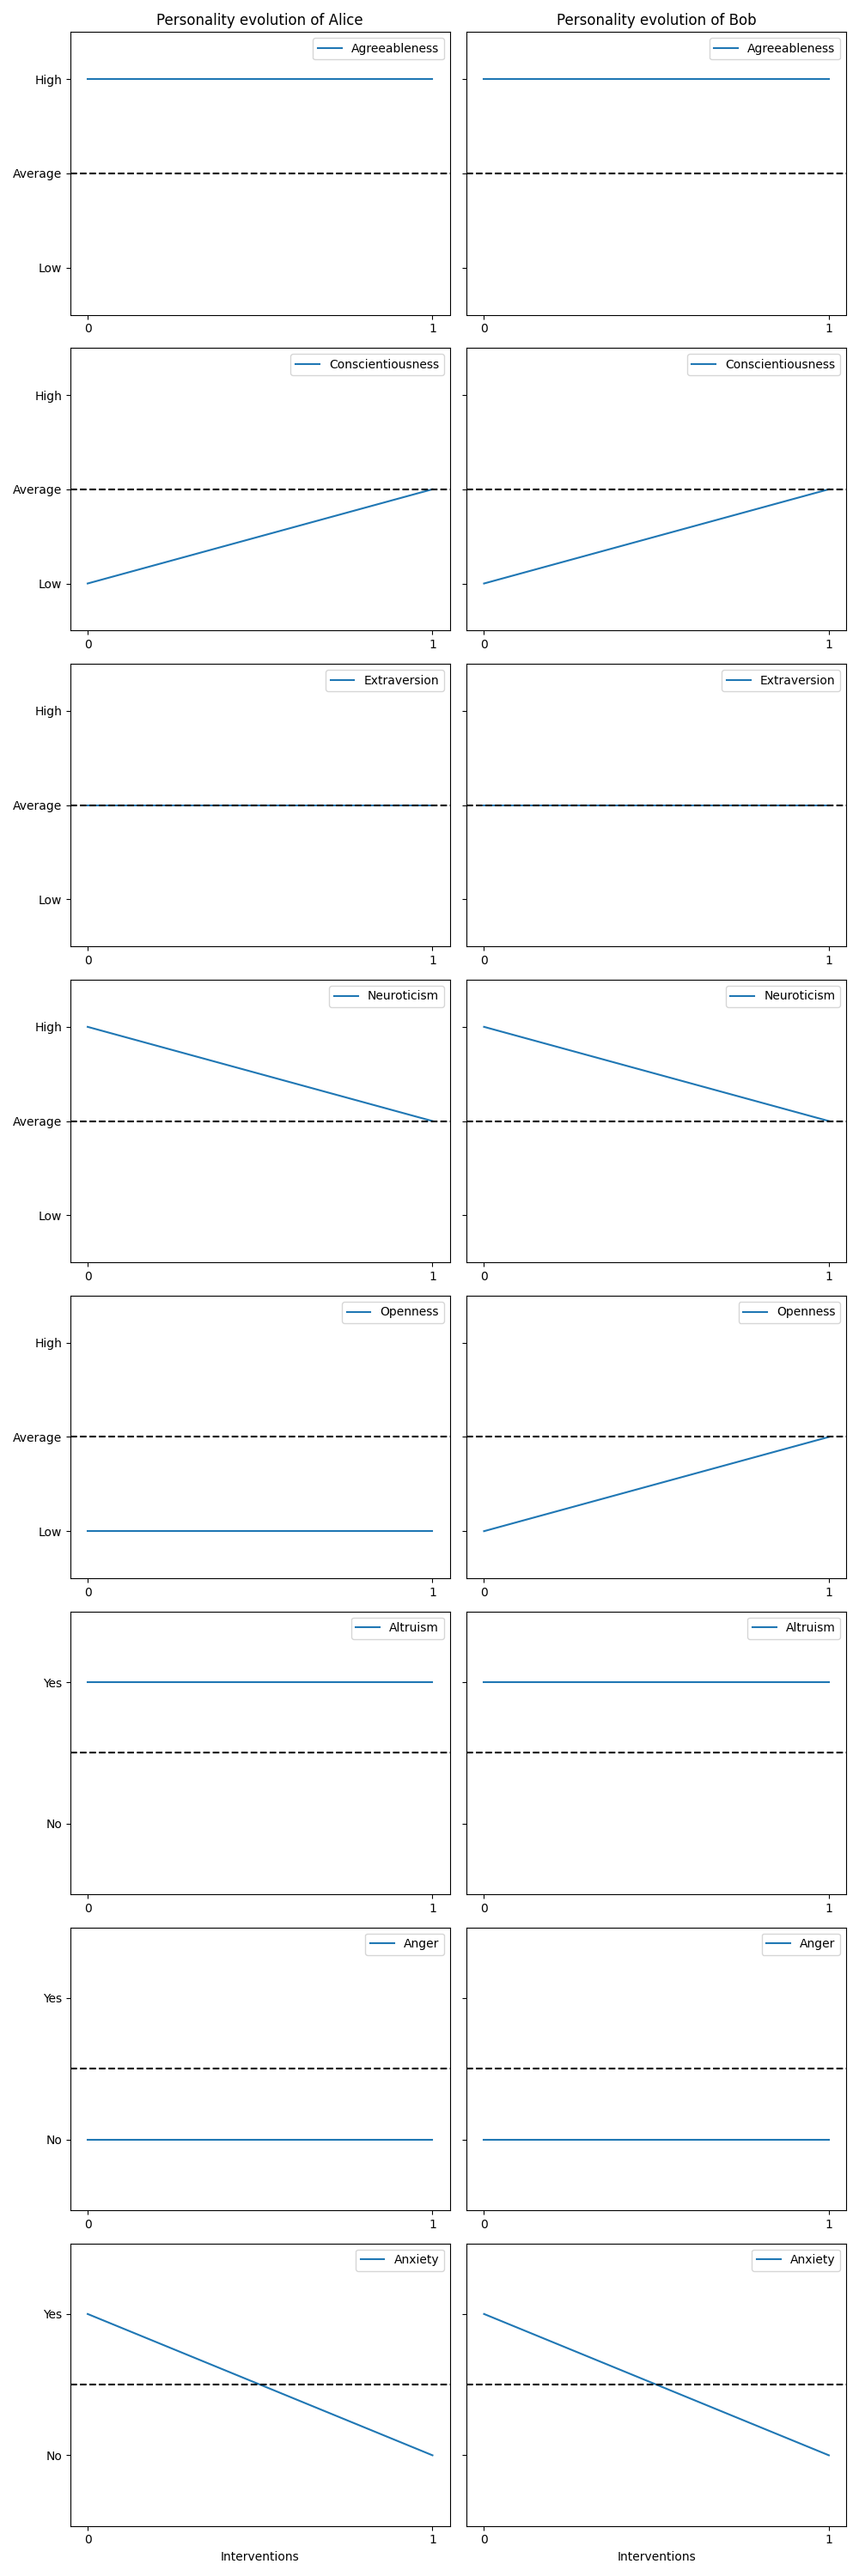 Personality evolution of Alice
Personality evolution of Bob
Agreeableness
Agreeableness
High
Average
Low
0 1
0 1
Conscientiousness
Conscientiousness
High
Average
Low
0 1
0 1
Extraversion
Extraversion
High
Average
Low
0 1
0 1
Neuroticism
Neuroticism
High
Average
Low
0 1
0 1
Openness
Openness
High
Average
Low
0 1
0 1
Altruism
Altruism
Yes
No
0 1
0 1
Anger
Anger
Yes
No
0 1
0 1
Anxiety
Anxiety
Yes
No
0 1
0 1
Interventions
Interventions